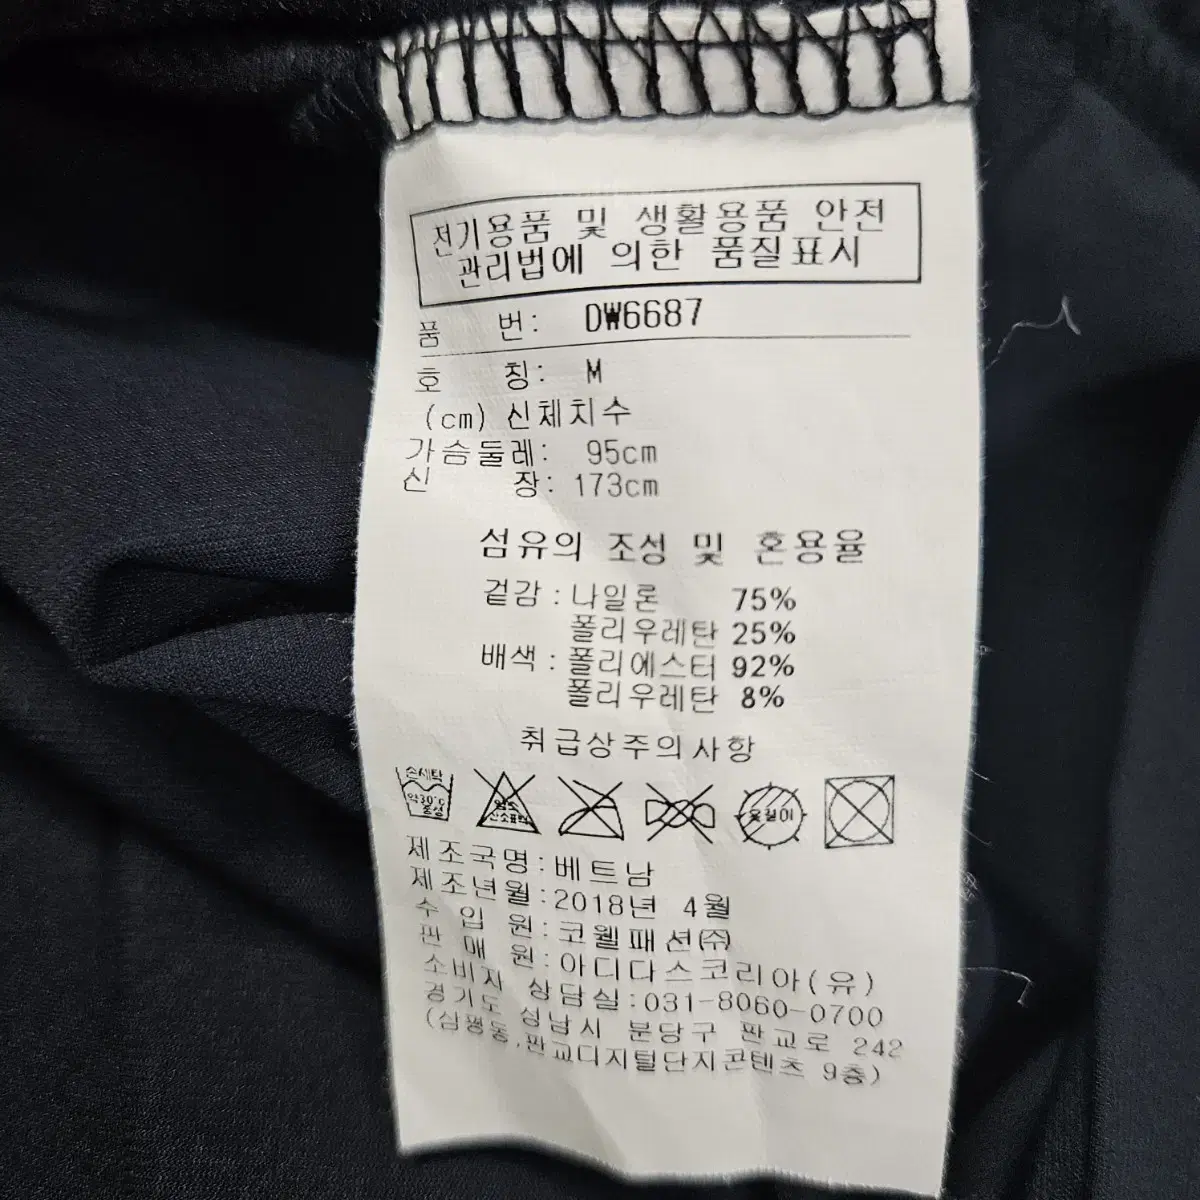 전기용품 및 생활용품 안전
관리법에 의한 품질표시
품 번: DW6687
호 칭: M
(cm) 신체치수
가슴둘레: 95cm
신 장: 173cm
섬유의 조성 및 혼용율
겉감 : 나일론 75%
폴리우레탄 25%
배색 : 폴리에스터 92%
폴리우레탄 8%
취급상주의사항
손세탁
약30℃
중성
염소
산소표백
옷걸이
제조국명 : 베트남
제조년월 : 2018년 4월
수 입 원 : 코웰패션㈜
판 매 원 : 아디다스코리아(유)
소비자 상담실 : 031-8060-0700
경기도 성남시 분당구 판교로 242
(삼평동,판교디지털단지콘텐츠 9층)